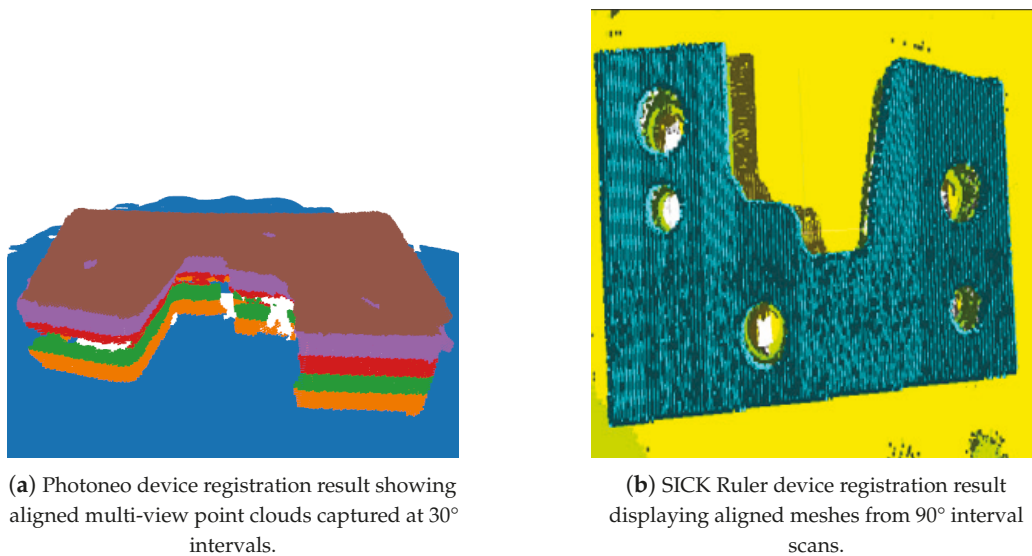 (a) Photoneo device registration result showing
aligned multi-view point clouds captured at 30°
intervals.
(b) SICK Ruler device registration result
displaying aligned meshes from 90° interval
scans.